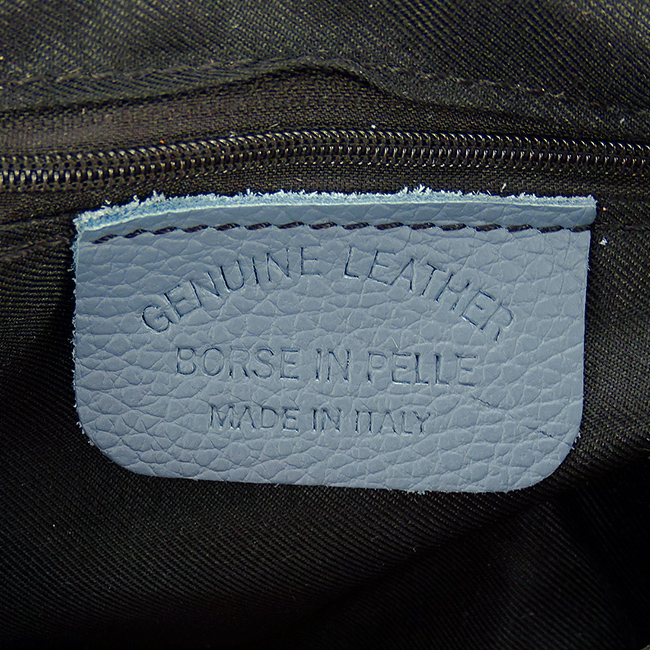 GENUINE LEATHER
BORSE IN PELLE
MADE IN ITALY